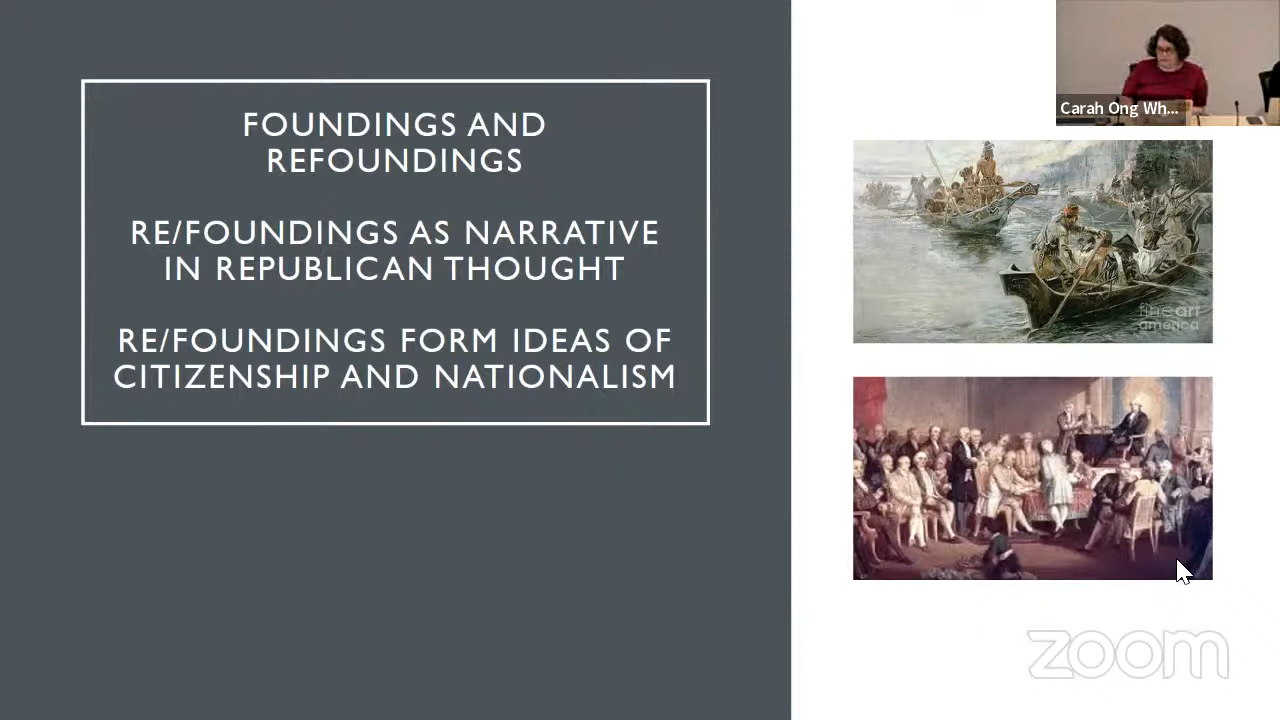 FOUNDINGS AND
REFOUNDINGS
RE/FOUNDINGS AS NARRATIVE
IN REPUBLICAN THOUGHT
RE/FOUNDINGS FORM IDEAS OF
CITIZENSHIP AND NATIONALISM
Carah Ong Wh...
fine art
america
zoom